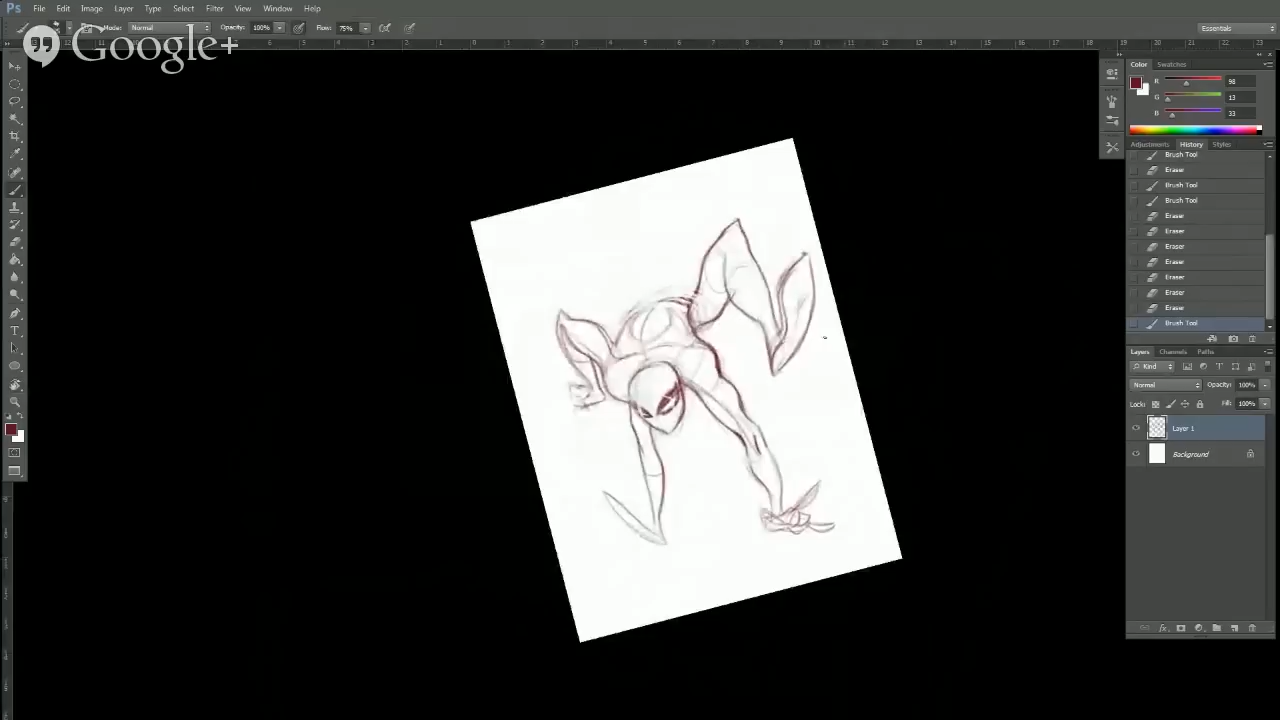 Ps File Edit Image Layer Type Select Filter View Window Help
Mode: Normal Opacity: 100% Flow: 75% Essentials
Google+
Color Swatches
R 98
G 13
B 33
Adjustments History Styles
Brush Tool
Eraser
Brush Tool
Brush Tool
Eraser
Eraser
Eraser
Eraser
Eraser
Eraser
Eraser
Brush Tool
Layers Channels Paths
Kind
Normal Opacity: 100%
Lock: Fill: 100%
Layer 1
Background
fx